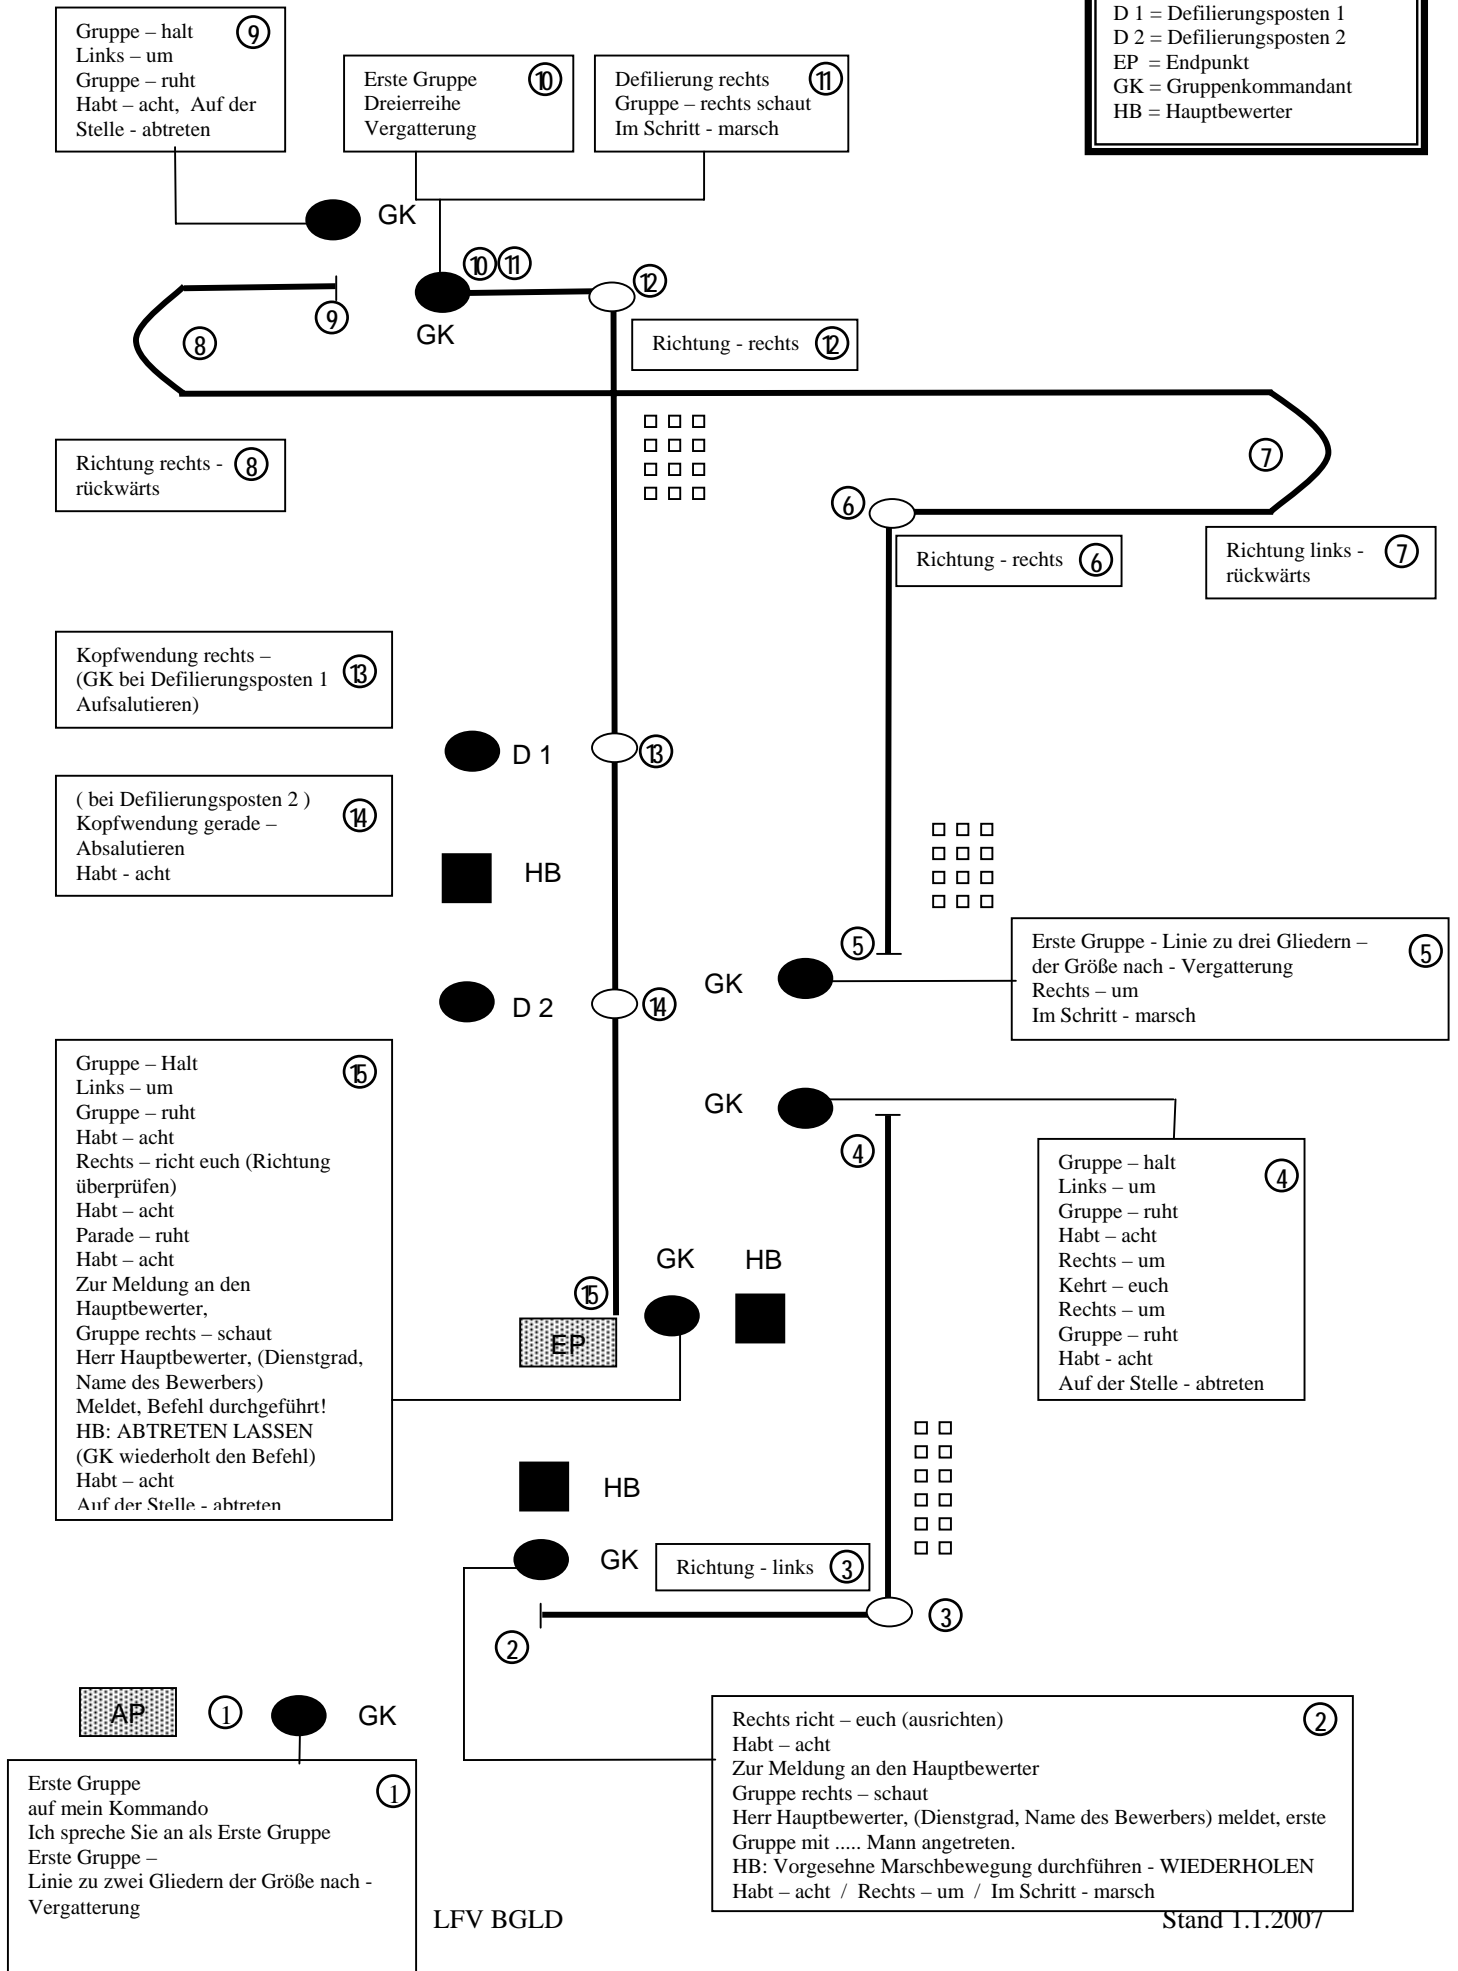 D 1 = Defilierungsposten 1
D 2 = Defilierungsposten 2
EP = Endpunkt
GK = Gruppenkommandant
HB = Hauptbewerter
Gruppe – halt 9
Links – um
Gruppe – ruht
Habt – acht, Auf der
Stelle - abtreten
Erste Gruppe 10
Dreierreihe
Vergatterung
Defilierung rechts 11
Gruppe – rechts schaut
Im Schritt - marsch
GK
10 11
12
9
GK
8
Richtung - rechts 12
Richtung rechts - 8
rückwärts
7
6
Richtung - rechts 6
Richtung links - 7
rückwärts
Kopfwendung rechts –
(GK bei Defilierungsposten 1 13
Aufsalutieren)
D 1
13
( bei Defilierungsposten 2 )
Kopfwendung gerade – 14
Absalutieren
Habt - acht
HB
5
Erste Gruppe - Linie zu drei Gliedern – 5
der Größe nach - Vergatterung
Rechts – um
Im Schritt - marsch
GK
D 2
14
Gruppe – Halt 15
Links – um
Gruppe – ruht
Habt – acht
Rechts – richt euch (Richtung
überprüfen)
Habt – acht
Parade – ruht
Habt – acht
Zur Meldung an den
Hauptbewerter,
Gruppe rechts – schaut
Herr Hauptbewerter, (Dienstgrad,
Name des Bewerbers)
Meldet, Befehl durchgeführt!
HB: ABTRETEN LASSEN
(GK wiederholt den Befehl)
Habt – acht
Auf der Stelle - abtreten
GK
4
Gruppe – halt 4
Links – um
Gruppe – ruht
Habt – acht
Rechts – um
Kehrt – euch
Rechts – um
Gruppe – ruht
Habt - acht
Auf der Stelle - abtreten
GK HB
15
EP
HB
GK
Richtung - links 3
3
2
AP 1 GK
Erste Gruppe 1
auf mein Kommando
Ich spreche Sie an als Erste Gruppe
Erste Gruppe –
Linie zu zwei Gliedern der Größe nach -
Vergatterung
Rechts richt – euch (ausrichten) 2
Habt – acht
Zur Meldung an den Hauptbewerter
Gruppe rechts – schaut
Herr Hauptbewerter, (Dienstgrad, Name des Bewerbers) meldet, erste
Gruppe mit ..... Mann angetreten.
HB: Vorgesehne Marschbewegung durchführen - WIEDERHOLEN
Habt – acht / Rechts – um / Im Schritt - marsch
LFV BGLD Stand 1.1.2007